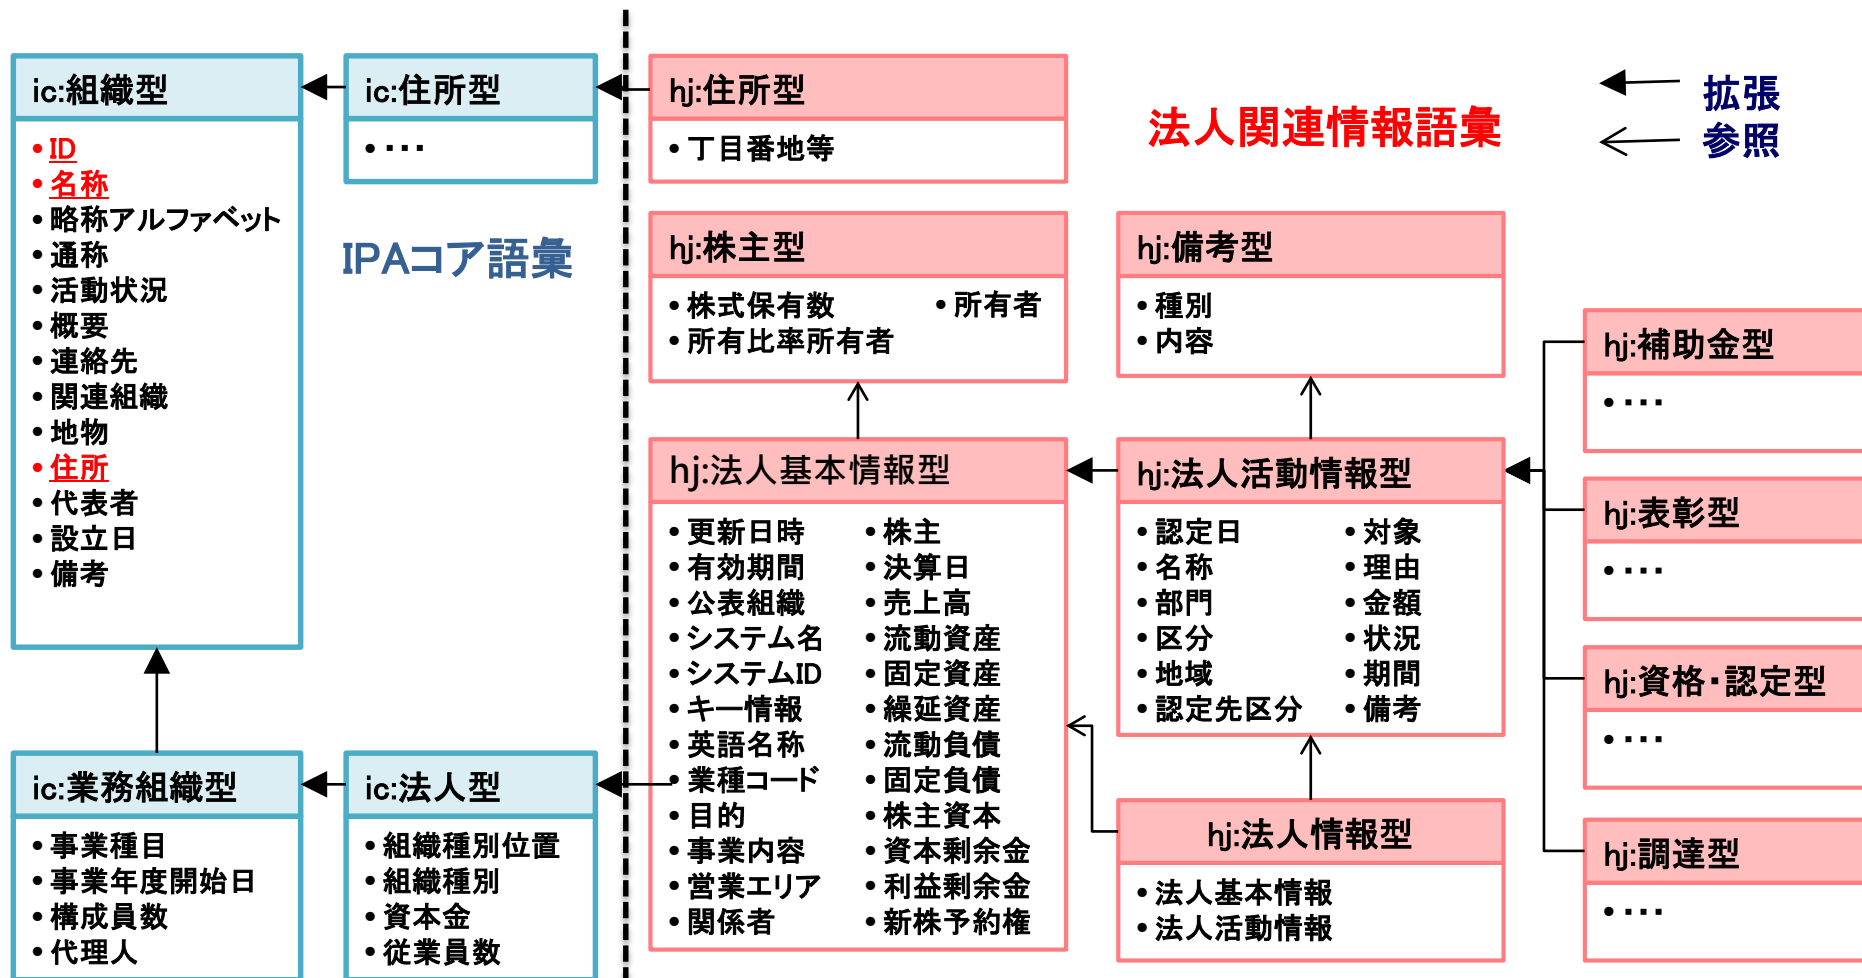 ic:組織型
• ID
• 名称
• 略称アルファベット
• 通称
• 活動状況
• 概要
• 連絡先
• 関連組織
• 地物
• 住所
• 代表者
• 設立日
• 備考
ic:住所型
• ・・・
IPAコア語彙
ic:業務組織型
• 事業種目
• 事業年度開始日
• 構成員数
• 代理人
ic:法人型
• 組織種別位置
• 組織種別
• 資本金
• 従業員数
hj:住所型
• 丁目番地等
法人関連情報語彙
拡張
参照
hj:株主型
• 株式保有数
• 所有比率所有者
• 所有者
hj:備考型
• 種別
• 内容
hj:法人基本情報型
• 更新日時
• 有効期間
• 公表組織
• システム名
• システムID
• キー情報
• 英語名称
• 業種コード
• 目的
• 事業内容
• 営業エリア
• 関係者
• 株主
• 決算日
• 売上高
• 流動資産
• 固定資産
• 繰延資産
• 流動負債
• 固定負債
• 株主資本
• 資本剰余金
• 利益剰余金
• 新株予約権
hj:法人活動情報型
• 認定日
• 名称
• 部門
• 区分
• 地域
• 認定先区分
• 対象
• 理由
• 金額
• 状況
• 期間
• 備考
hj:法人情報型
• 法人基本情報
• 法人活動情報
hj:補助金型
• ・・・
hj:表彰型
• ・・・
hj:資格・認定型
• ・・・
hj:調達型
• ・・・